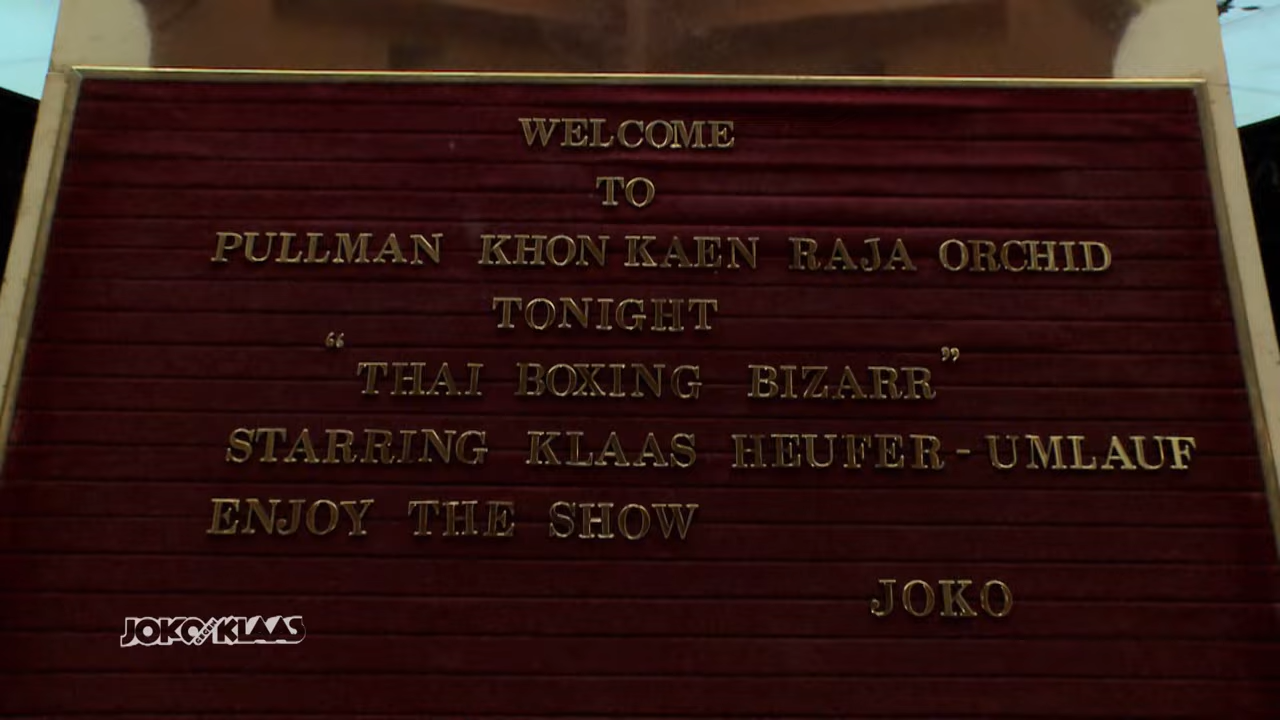 WELCOME
TO
PULLMAN KHON KAEN RAJA ORCHID
TONIGHT
“THAI BOXING BIZARR”
STARRING KLAAS HEUFER-UMLAUF
ENJOY THE SHOW
JOKO
JOKO GEGEN KLAAS